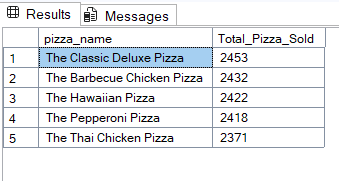 Results Messages
pizza_name Total_Pizza_Sold
1 The Classic Deluxe Pizza 2453
2 The Barbecue Chicken Pizza 2432
3 The Hawaiian Pizza 2422
4 The Pepperoni Pizza 2418
5 The Thai Chicken Pizza 2371